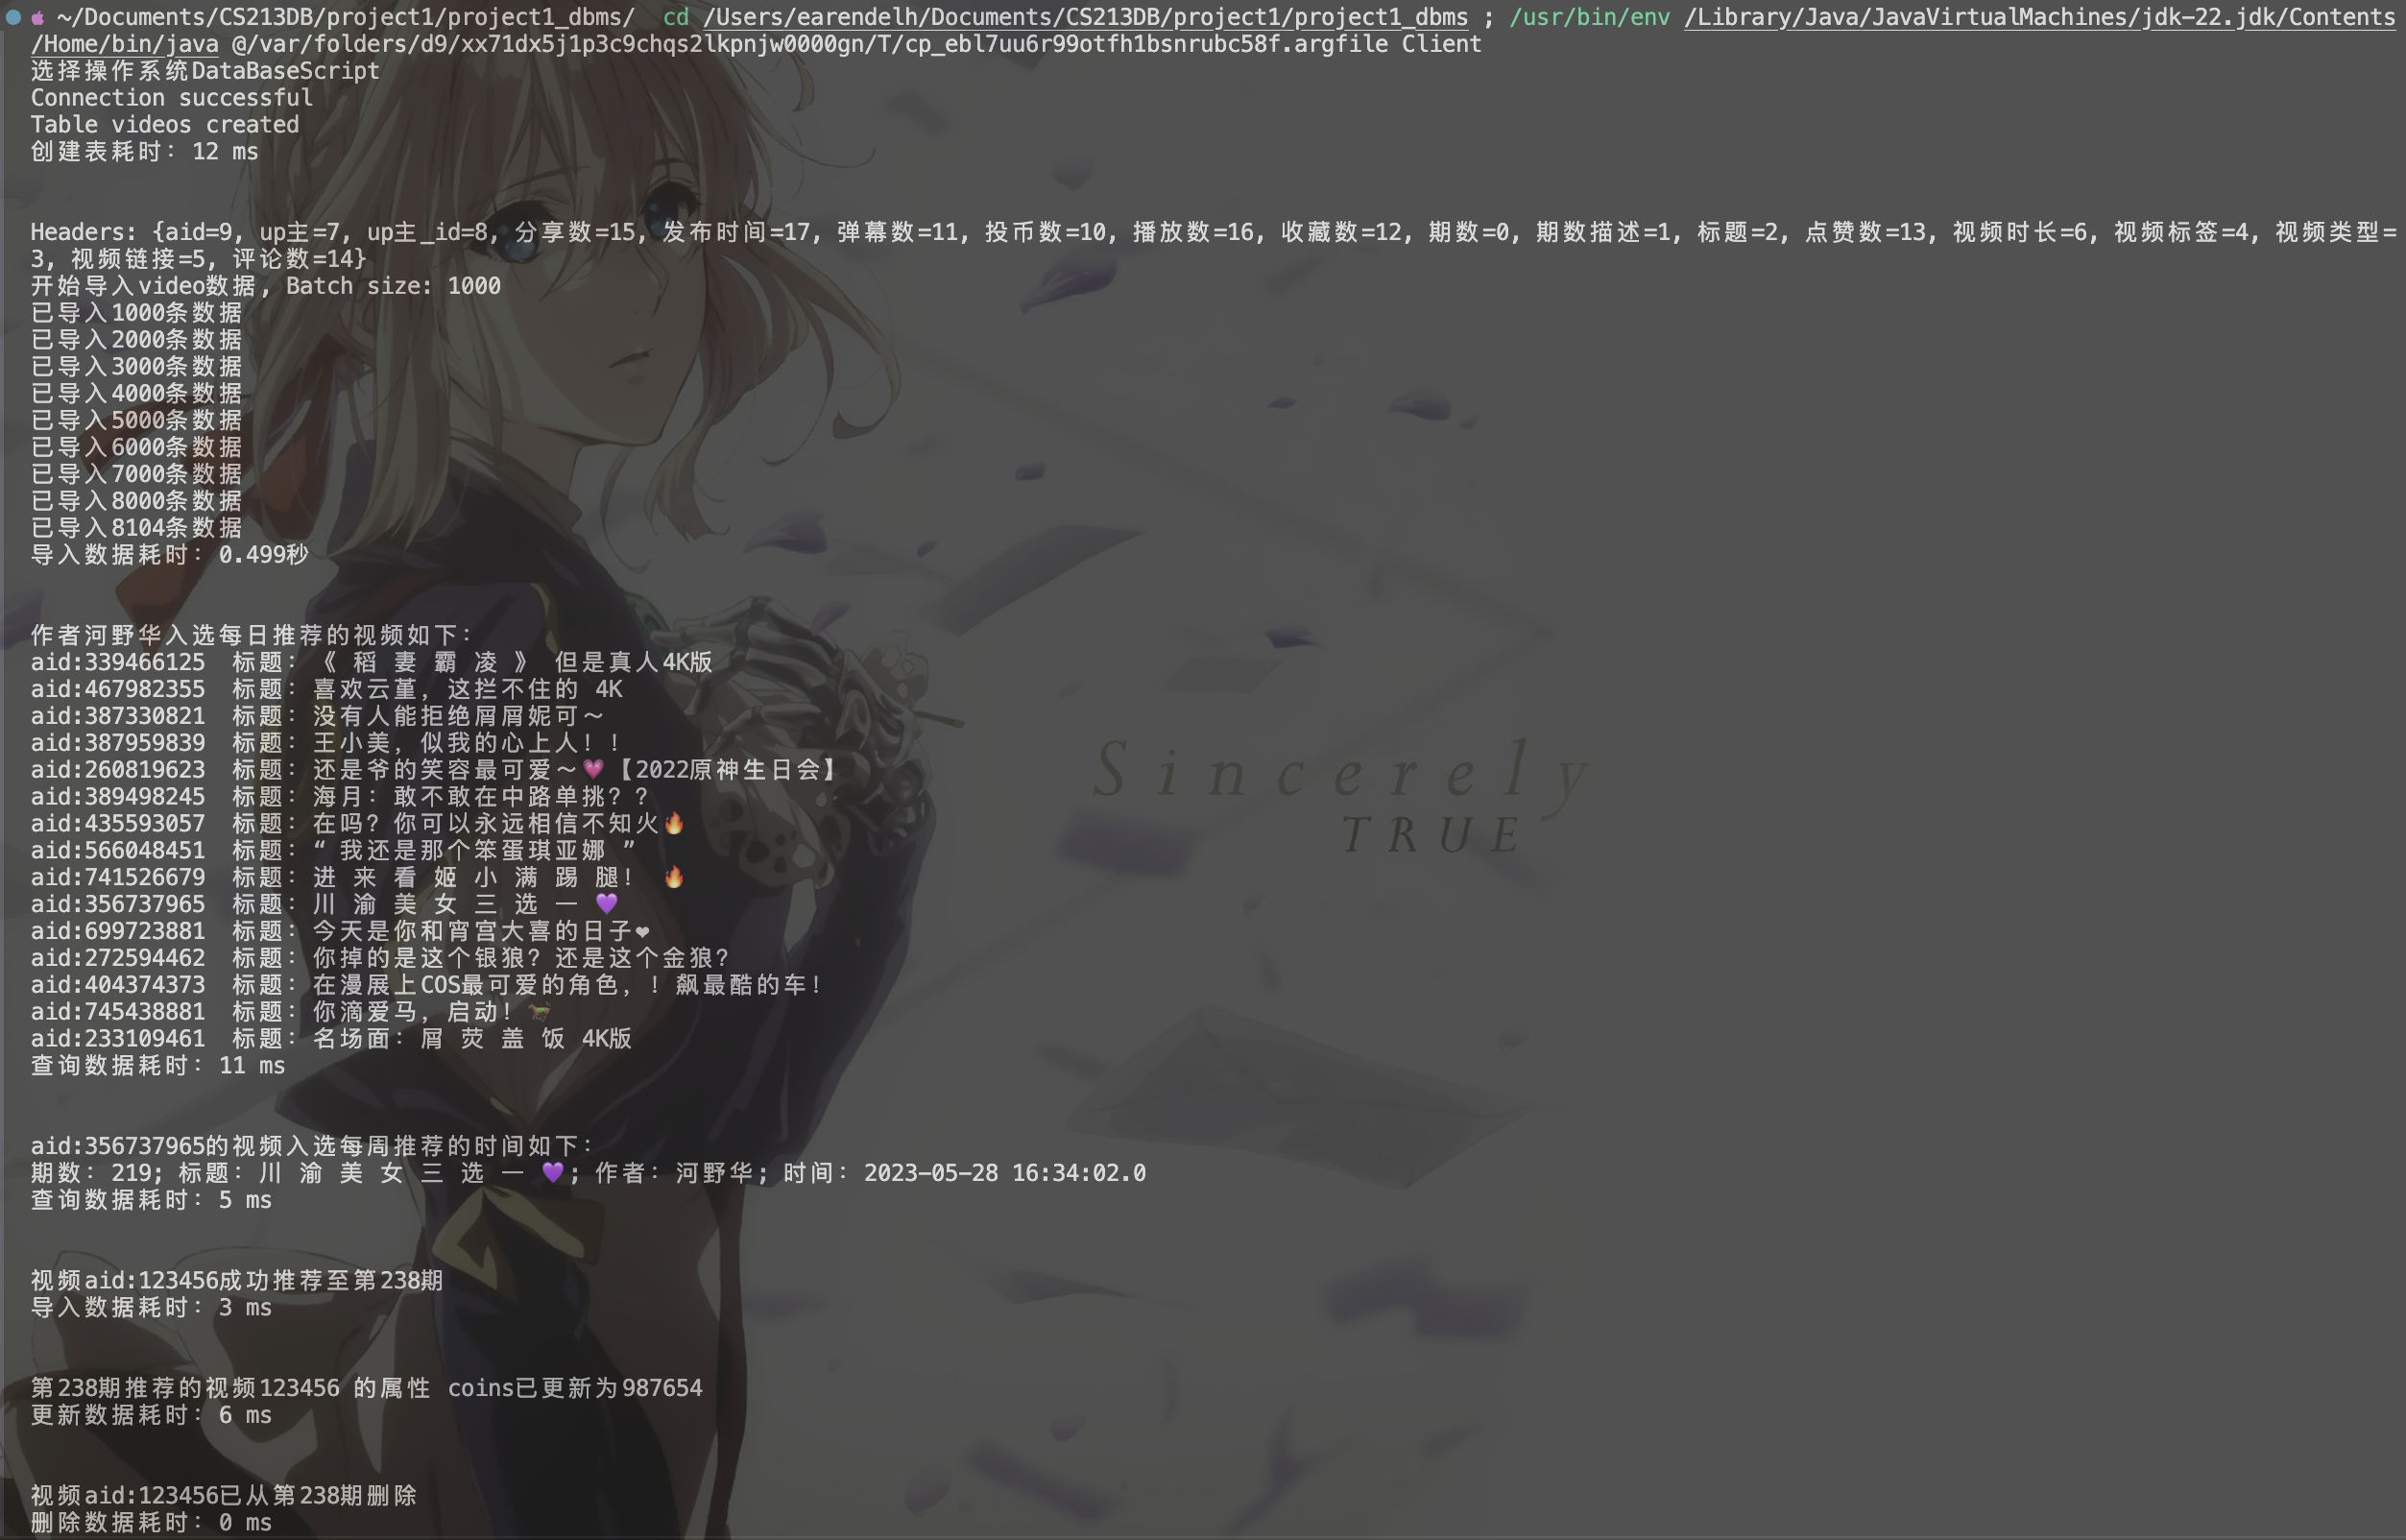 ~/Documents/CS213DB/project1/project1_dbms/ cd /Users/earendelh/Documents/CS213DB/project1/project1_dbms ; /usr/bin/env /Library/Java/JavaVirtualMachines/jdk-22.jdk/Contents
/Home/bin/java @/var/folders/d9/xx71dx5j1p3c9chqs2lkpnjw0000gn/T/cp_ebl7uu6r99otfh1bsnrubc58f.argfile Client
选择操作系统DataBaseScript
Connection successful
Table videos created
创建表耗时: 12 ms
Headers: {aid=9, up主=7, up主_id=8, 分享数=15, 发布时间=17, 弹幕数=11, 投币数=10, 播放数=16, 收藏数=12, 期数=0, 期数描述=1, 标题=2, 点赞数=13, 视频时长=6, 视频标签=4, 视频类型=
3, 视频链接=5, 评论数=14}
开始导入video数据, Batch size: 1000
已导入1000条数据
已导入2000条数据
已导入3000条数据
已导入4000条数据
已导入5000条数据
已导入6000条数据
已导入7000条数据
已导入8000条数据
已导入8104条数据
导入数据耗时: 0.499秒
作者河野华入选每日推荐的视频如下:
aid:339466125 标题: 《 稻 妻 霸 凌 》 但是真人4K版
aid:467982355 标题: 喜欢云堇, 这拦不住的 4K
aid:387330821 标题: 没有人能拒绝屑屑妮可～
aid:387959839 标题: 王小美, 似我的心上人! !
aid:260819623 标题: 还是爷的笑容最可爱～💗【2022原神生日会】
aid:389498245 标题: 海月: 敢不敢在中路单挑? ?
aid:435593057 标题: 在吗? 你可以永远相信不知火🔥
aid:566048451 标题: “ 我还是那个笨蛋琪亚娜 ”
aid:741526679 标题: 进 来 看 姬 小 满 踢 腿! 🔥
aid:356737965 标题: 川 渝 美 女 三 选 一 💜
aid:699723881 标题: 今天是你和宵宫大喜的日子❤
aid:272594462 标题: 你掉的是这个银狼? 还是这个金狼?
aid:404374373 标题: 在漫展上COS最可爱的角色, ! 飙最酷的车!
aid:745438881 标题: 你滴爱马, 启动! 🐎
aid:233109461 标题: 名场面: 屑 荧 盖 饭 4K版
查询数据耗时: 11 ms
Sincerely
TRUE
aid:356737965的视频入选每周推荐的时间如下:
期数: 219; 标题: 川 渝 美 女 三 选 一 💜; 作者: 河野华; 时间: 2023-05-28 16:34:02.0
查询数据耗时: 5 ms
视频aid:123456成功推荐至第238期
导入数据耗时: 3 ms
第238期推荐的视频123456 的属性 coins已更新为987654
更新数据耗时: 6 ms
视频aid:123456已从第238期删除
删除数据耗时: 0 ms